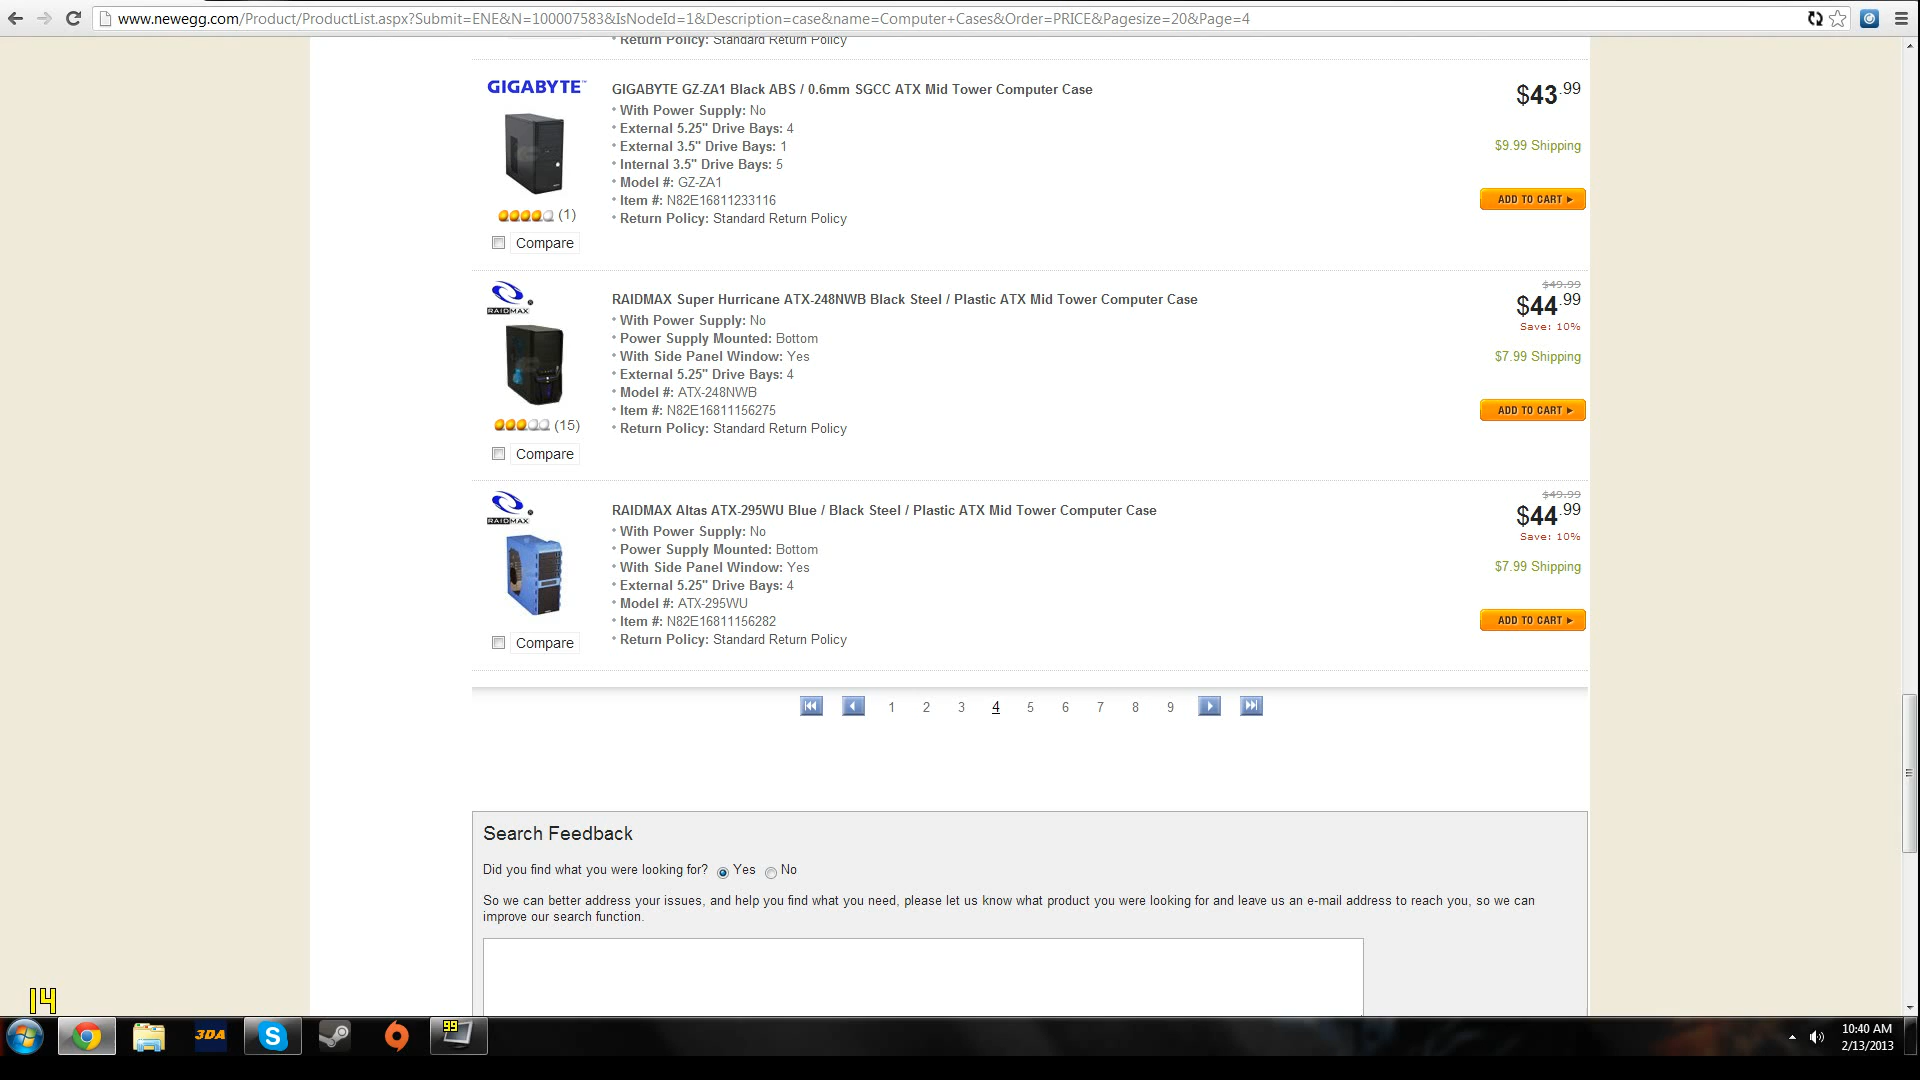 www.newegg.com/Product/ProductList.aspx?Submit=ENE&N=100007583&IsNodeId=1&Description=case&name=Computer+Cases&Order=PRICE&Pagesize=20&Page=4
Return Policy: Standard Return Policy
GIGABYTE™
GIGABYTE GZ-ZA1 Black ABS / 0.6mm SGCC ATX Mid Tower Computer Case
$43.99
With Power Supply: No
External 5.25" Drive Bays: 4
External 3.5" Drive Bays: 1
$9.99 Shipping
Internal 3.5" Drive Bays: 5
Model #: GZ-ZA1
Item #: N82E16811233116
ADD TO CART
(1)
Return Policy: Standard Return Policy
Compare
RAIDMAX
RAIDMAX Super Hurricane ATX-248NWB Black Steel / Plastic ATX Mid Tower Computer Case
$49.99
$44.99
Save: 10%
With Power Supply: No
Power Supply Mounted: Bottom
With Side Panel Window: Yes
$7.99 Shipping
External 5.25" Drive Bays: 4
Model #: ATX-248NWB
Item #: N82E16811156275
ADD TO CART
(15)
Return Policy: Standard Return Policy
Compare
RAIDMAX
RAIDMAX Altas ATX-295WU Blue / Black Steel / Plastic ATX Mid Tower Computer Case
$49.99
$44.99
Save: 10%
With Power Supply: No
Power Supply Mounted: Bottom
With Side Panel Window: Yes
$7.99 Shipping
External 5.25" Drive Bays: 4
Model #: ATX-295WU
Item #: N82E16811156282
ADD TO CART
Return Policy: Standard Return Policy
Compare
1 2 3 4 5 6 7 8 9
Search Feedback
Did you find what you were looking for? Yes No
So we can better address your issues, and help you find what you need, please let us know what product you were looking for and leave us an e-mail address to reach you, so we can
improve our search function.
14
3DA
99
10:40 AM
2/13/2013